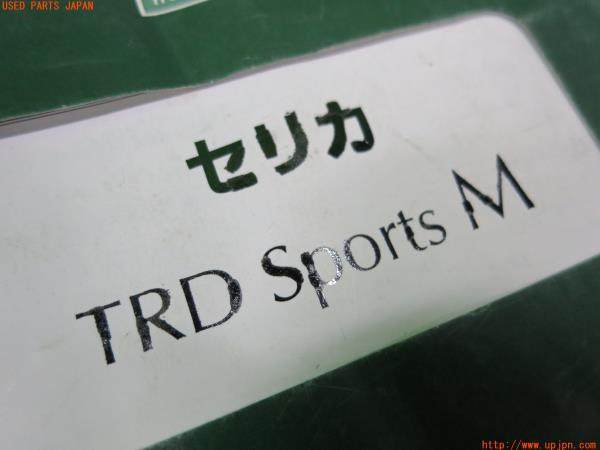 USED PARTS JAPAN
セリカ
TRD Sports M
http://www.upjpn.com/